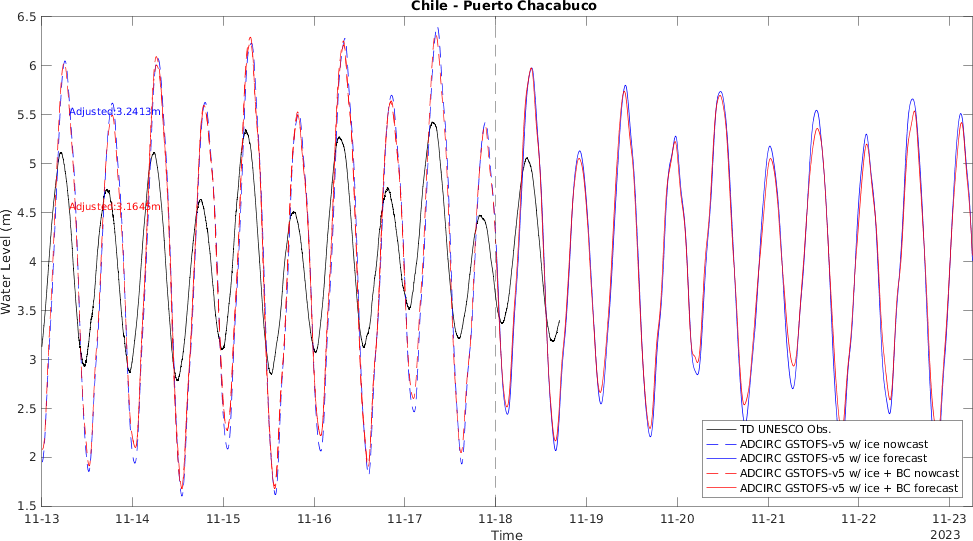 Chile - Puerto Chacabuco
Water Level (m)
6.5
6
5.5
5
4.5
4
3.5
3
2.5
2
1.5
Adjusted:3.2413m
Adjusted:3.1645m
TD UNESCO Obs.
ADCIRC GSTOFS-v5 w/ ice nowcast
ADCIRC GSTOFS-v5 w/ ice forecast
ADCIRC GSTOFS-v5 w/ ice + BC nowcast
ADCIRC GSTOFS-v5 w/ ice + BC forecast
11-13 11-14 11-15 11-16 11-17 11-18 11-19 11-20 11-21 11-22 11-23
Time
2023